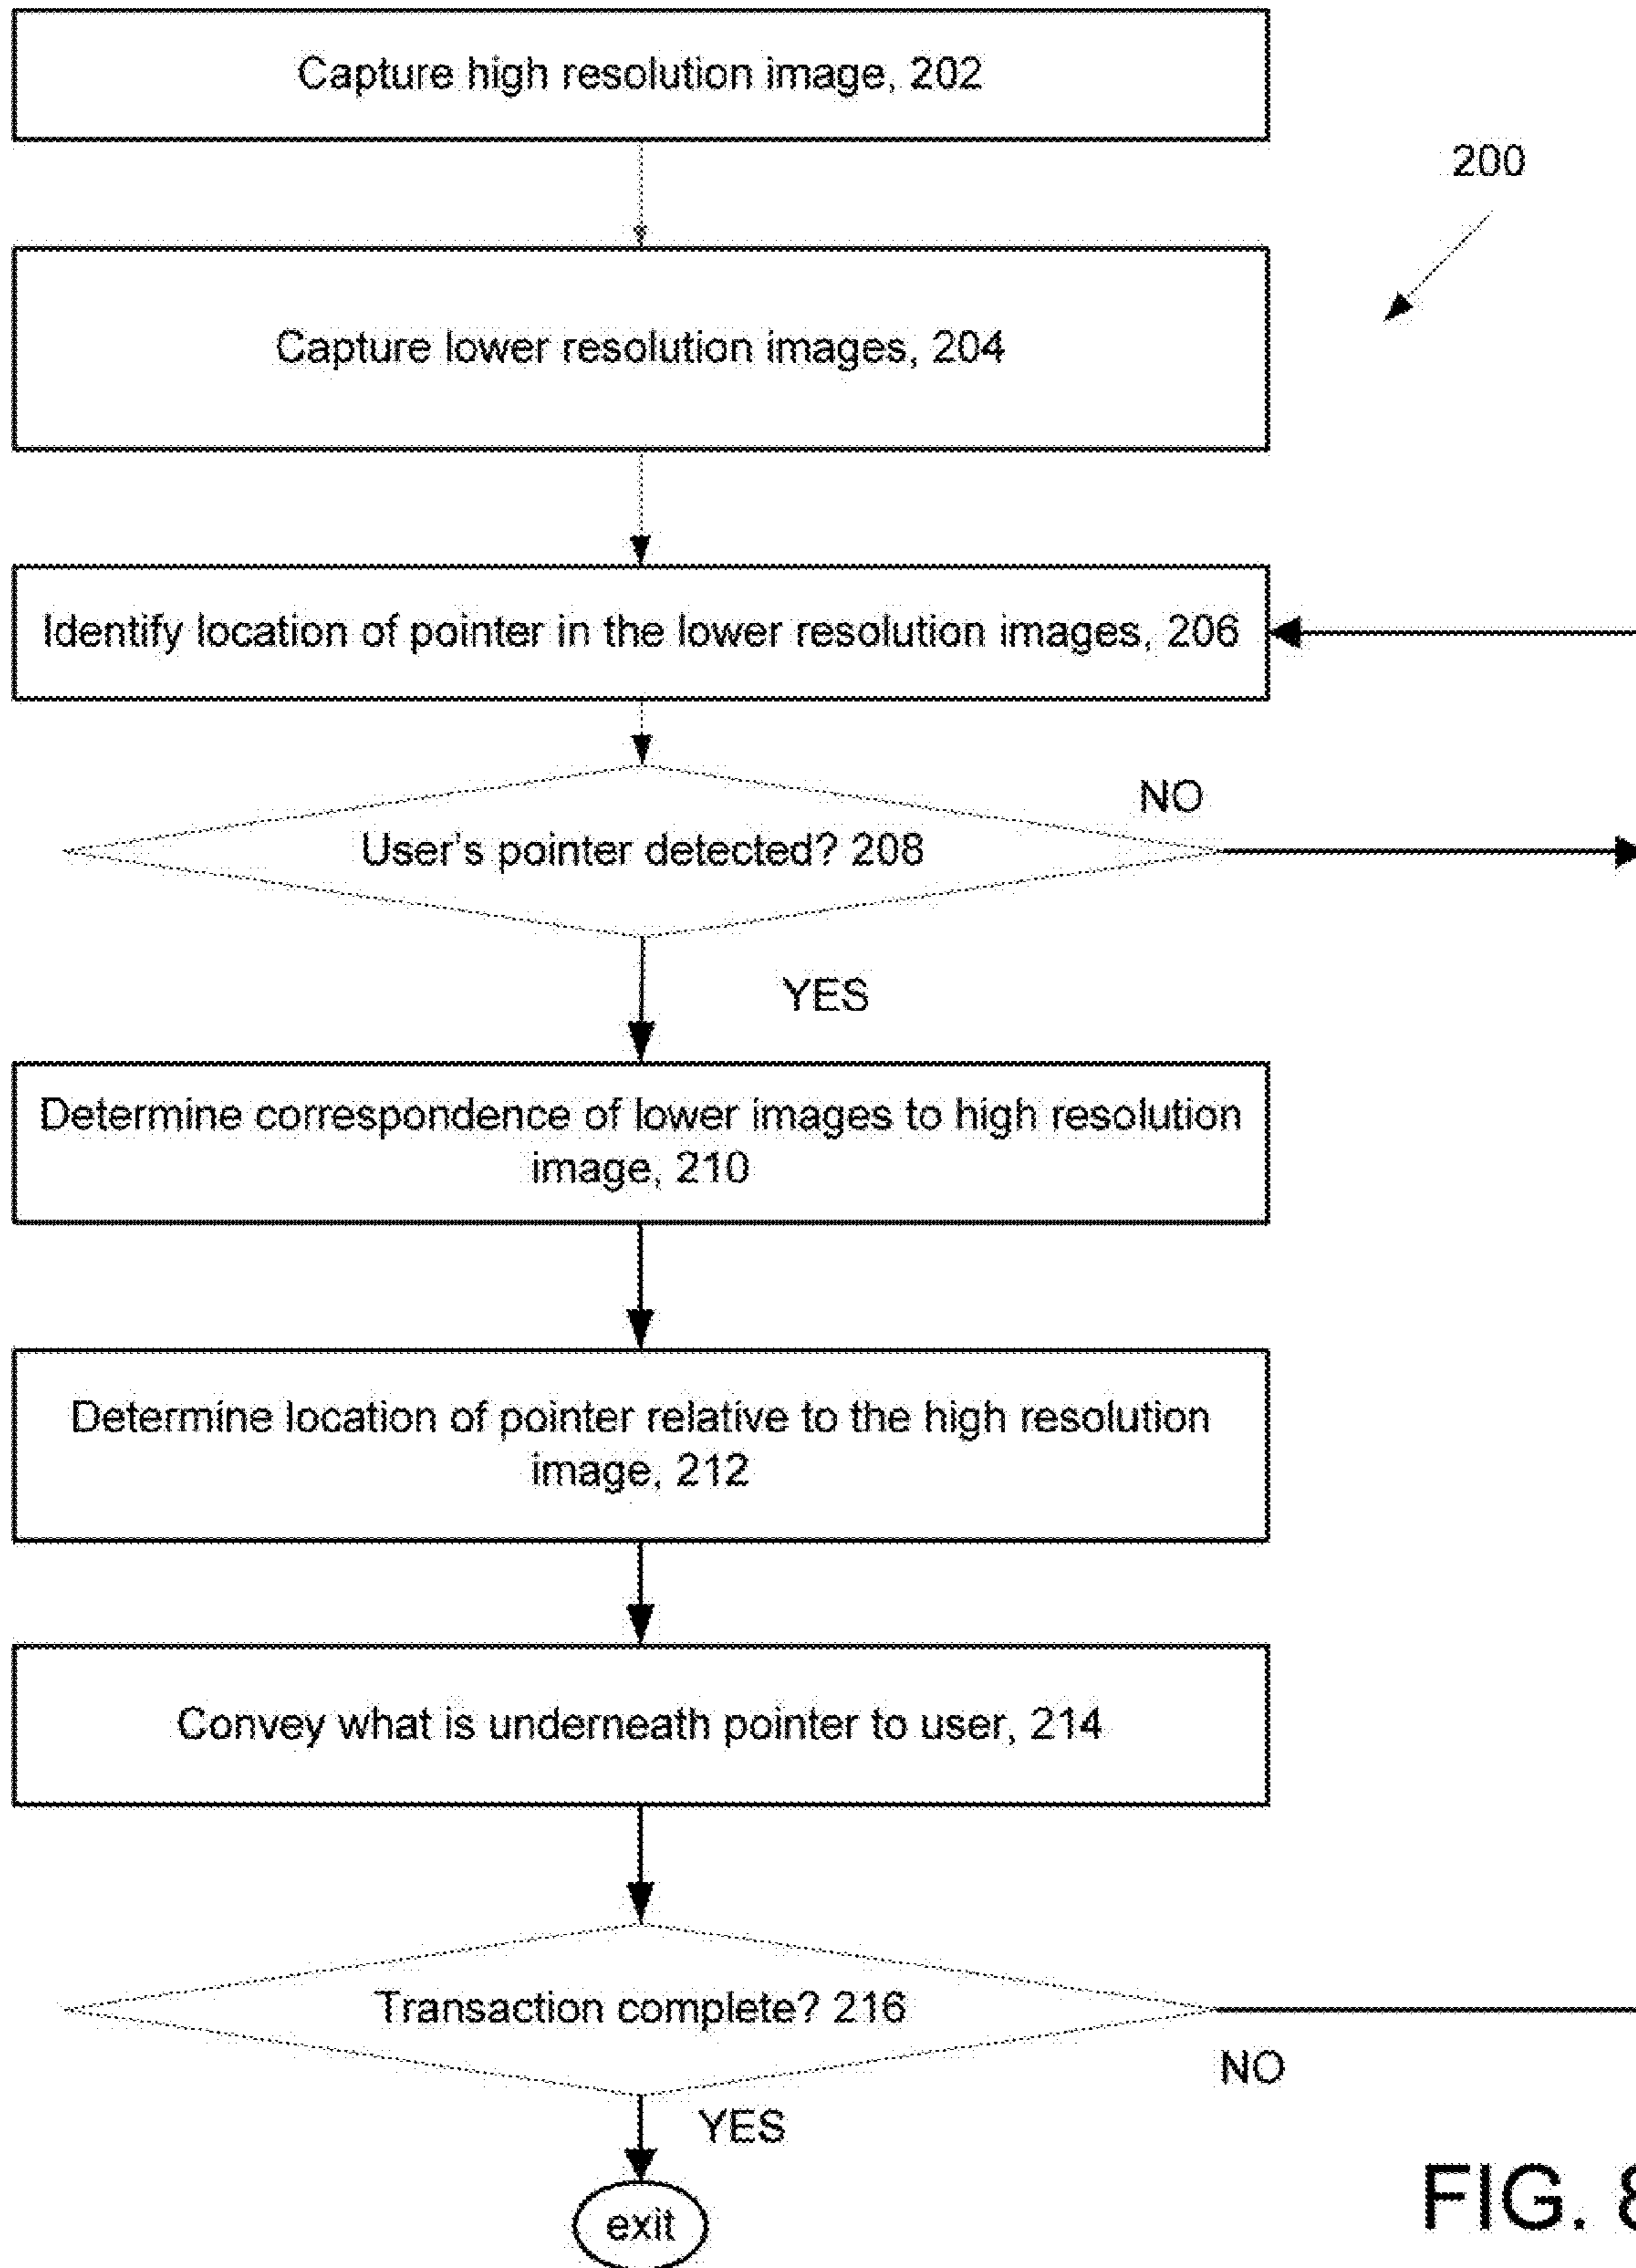 Capture high resolution image, 202
200
Capture lower resolution images, 204
Identify location of pointer in the lower resolution images, 206
NO
User's pointer detected? 208
YES
Determine correspondence of lower images to high resolution
image, 210
Determine location of pointer relative to the high resolution
image, 212
Convey what is underneath pointer to user, 214
Transaction complete? 216
NO
YES
exit
FIG. 8